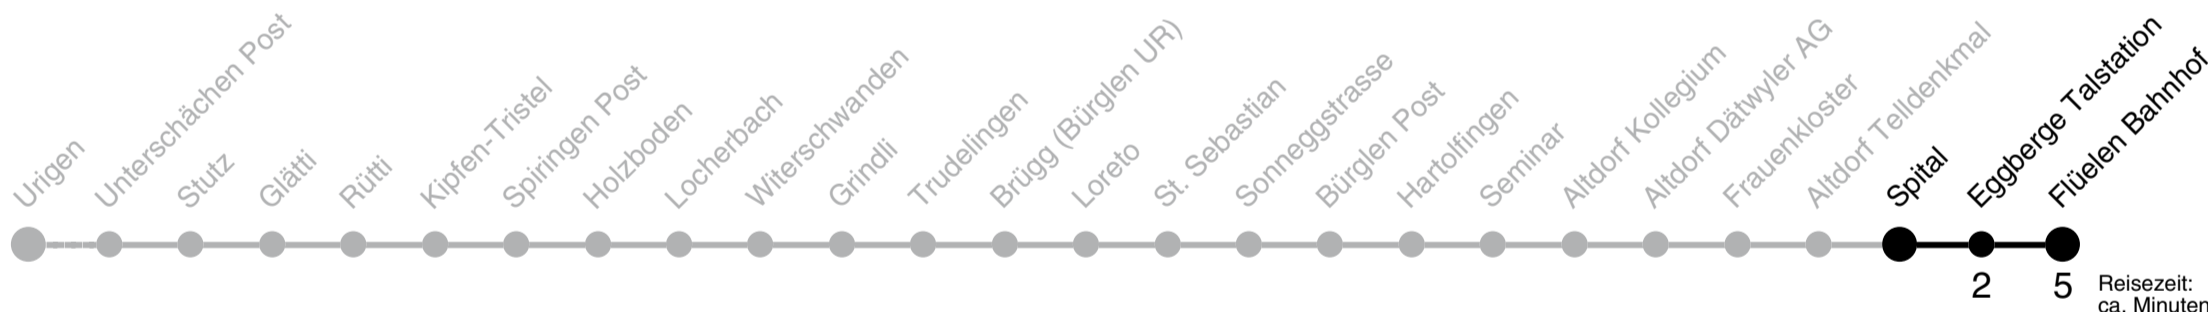 Urigen
Unterschächen Post
Stutz
Glätti
Rütti
Kipfen-Tristel
Spiringen Post
Holzboden
Locherbach
Witerschwanden
Grindli
Trudelingen
Brügg (Bürglen UR)
Loreto
St. Sebastian
Sonneggstrasse
Bürglen Post
Hartolfingen
Seminar
Altdorf Kollegium
Altdorf Dätwyler AG
Frauenkloster
Altdorf Telldenkmal
Spital
Eggberge Talstation
Flüelen Bahnhof
2
5
Reisezeit:
ca. Minuten